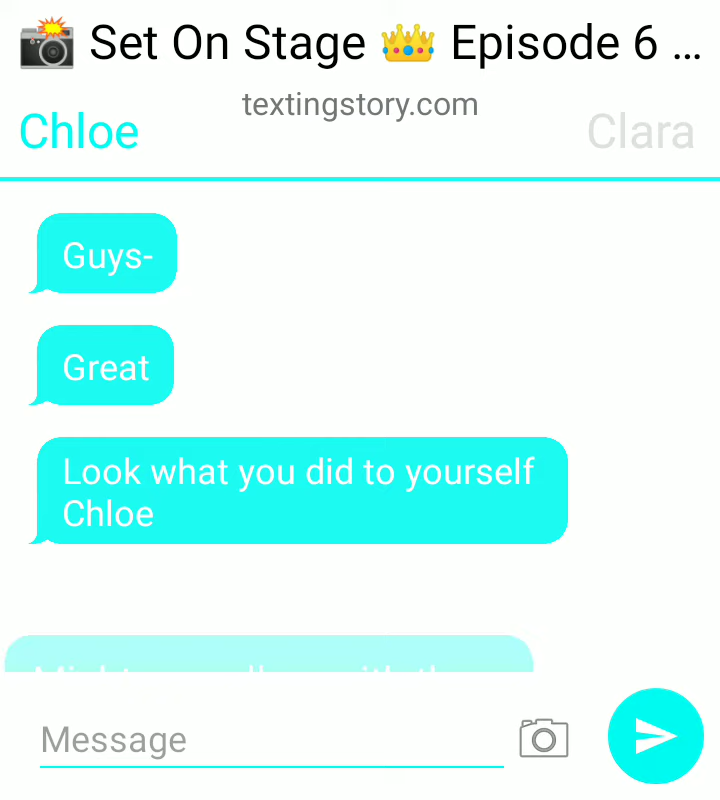 📸 Set On Stage 👑 Episode 6 ...
textingstory.com
Chloe
Clara
Guys-
Great
Look what you did to yourself
Chloe
Message